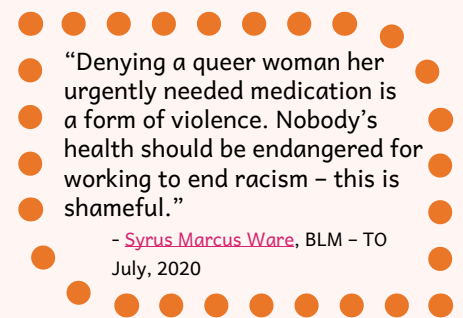 “Denying a queer woman her
urgently needed medication is
a form of violence. Nobody’s
health should be endangered for
working to end racism – this is
shameful.”
- Syrus Marcus Ware, BLM – TO
July, 2020